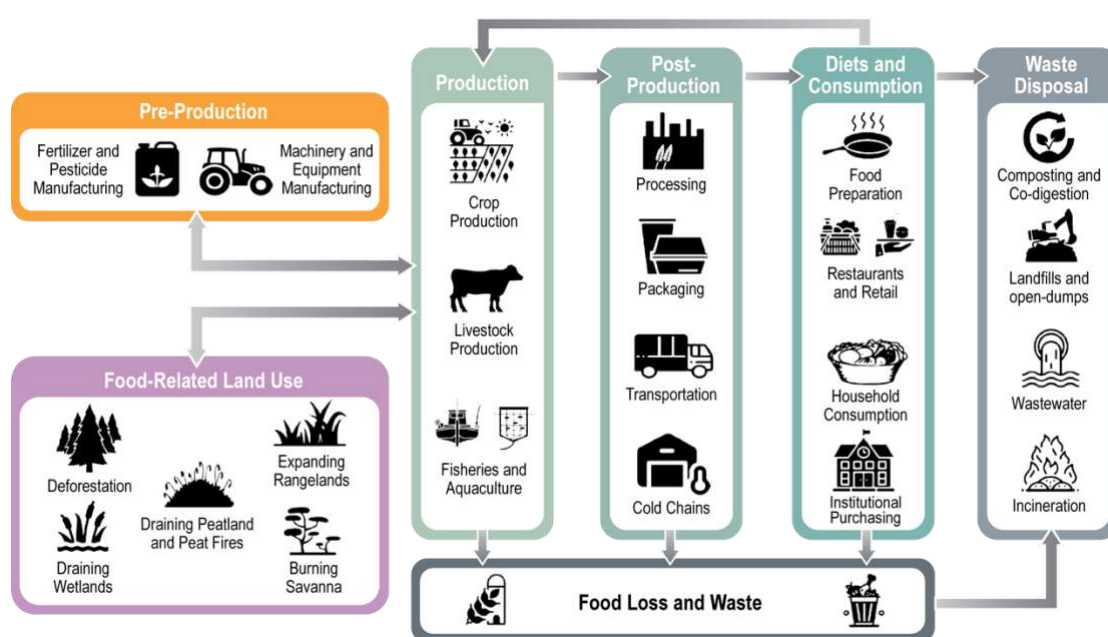 Pre-Production
Fertilizer and
Pesticide
Manufacturing
Machinery and
Equipment
Manufacturing
Food-Related Land Use
Deforestation
Expanding
Rangelands
Draining Peatland
and Peat Fires
Draining
Wetlands
Burning
Savanna
Production
Crop
Production
Livestock
Production
Fisheries and
Aquaculture
Post-
Production
Processing
Packaging
Transportation
Cold Chains
Diets and
Consumption
Food
Preparation
Restaurants
and Retail
Household
Consumption
Institutional
Purchasing
Waste
Disposal
Composting and
Co-digestion
Landfills and
open-dumps
Wastewater
Incineration
Food Loss and Waste